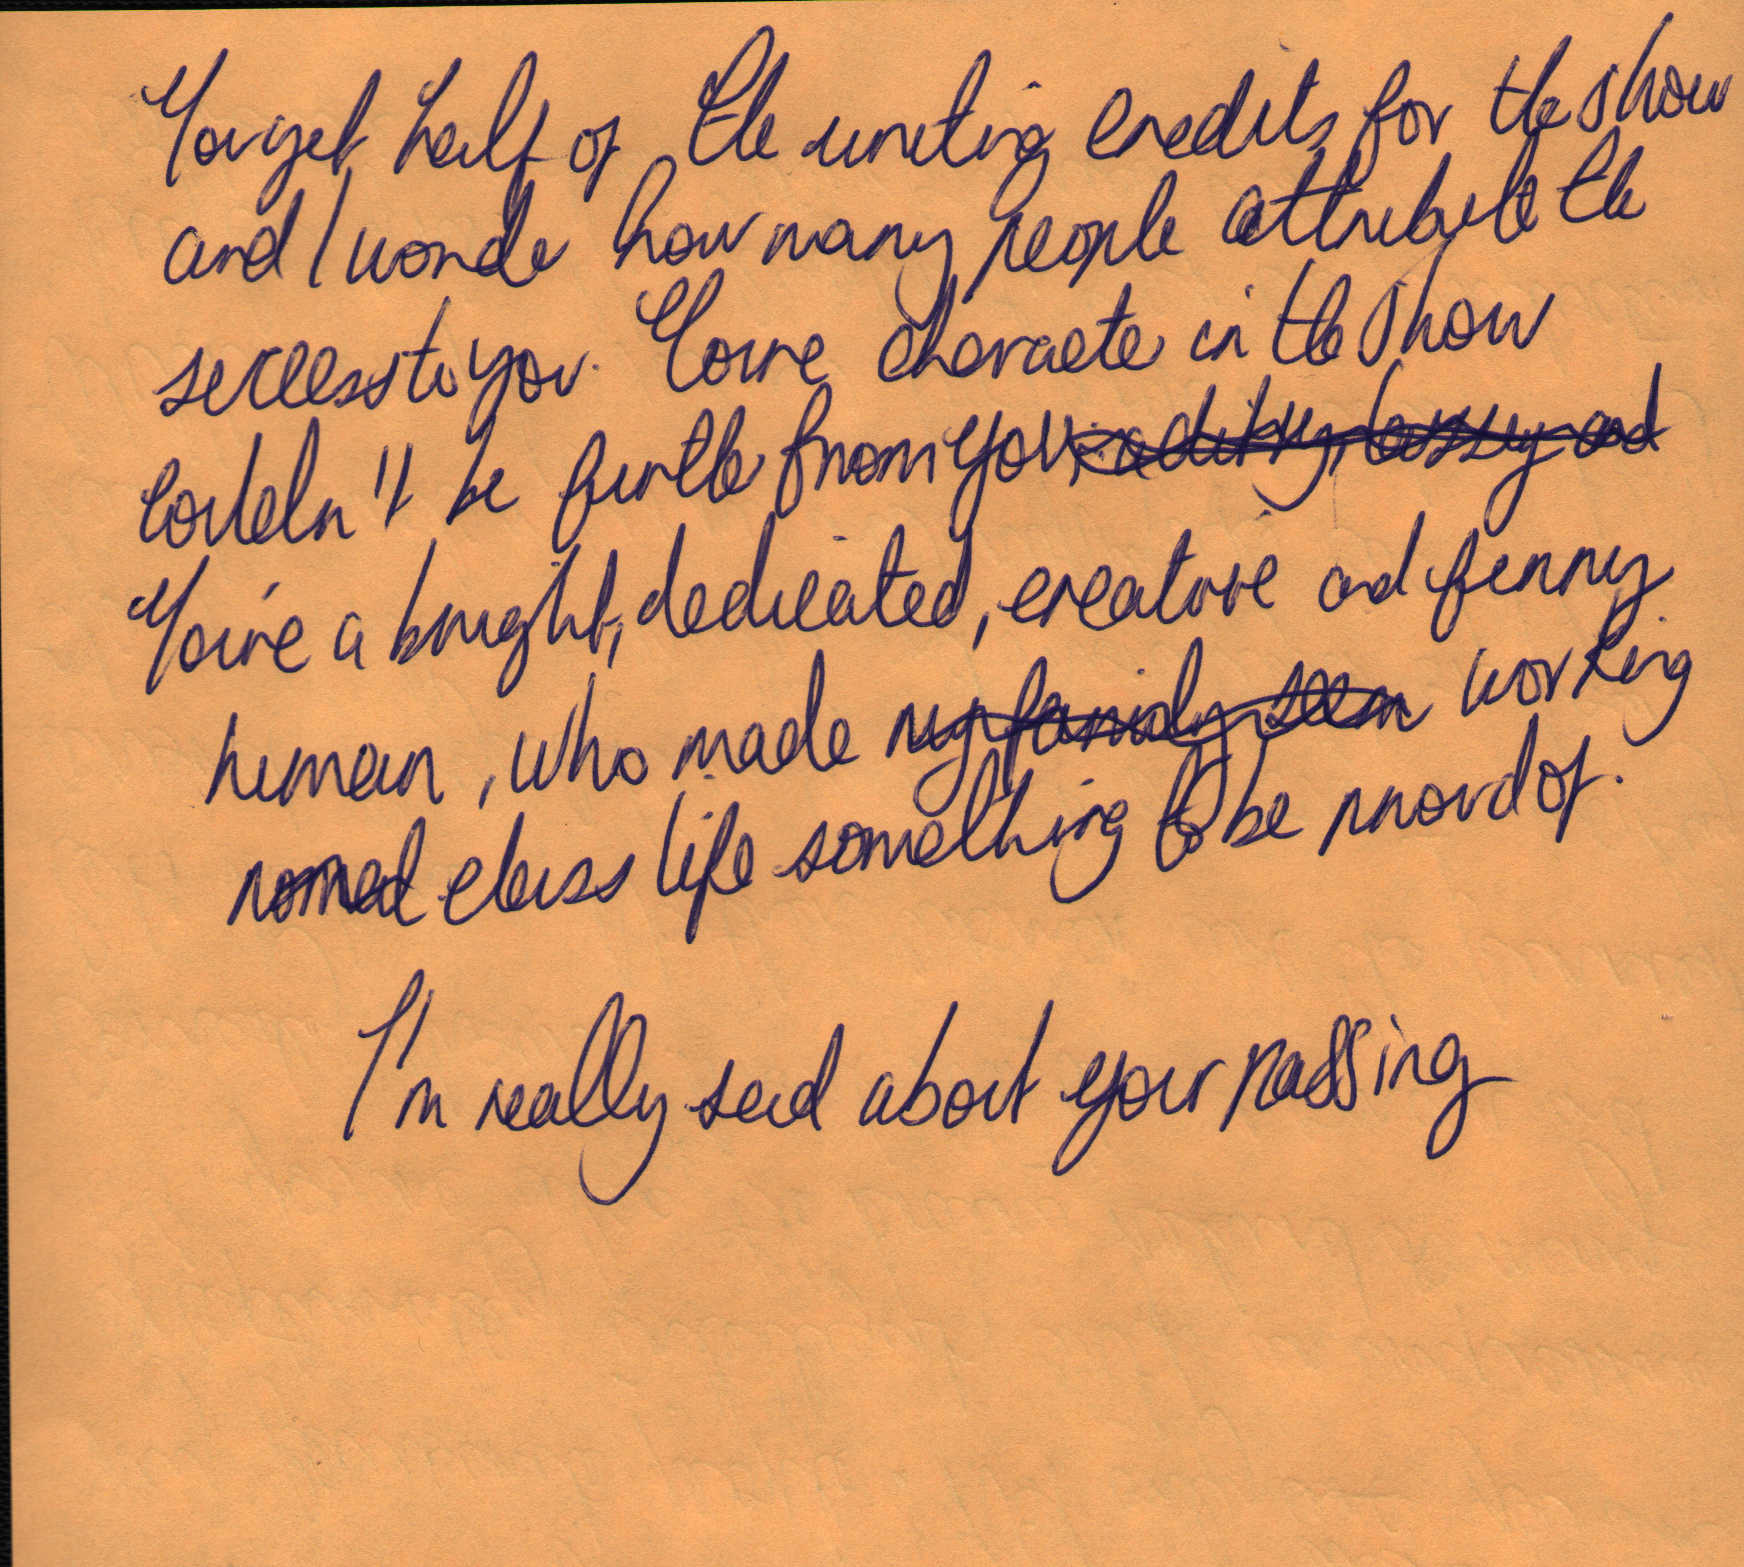 You get half of the writing credits for the show
and I wonder how many people attribute the
success to you. Your character in the show
couldn't be further from you. a ditsy, lazy and
You're a bright, dedicated, creative and funny
human, who made my family seem working
normal class life something to be proud of.
I'm really sad about your passing